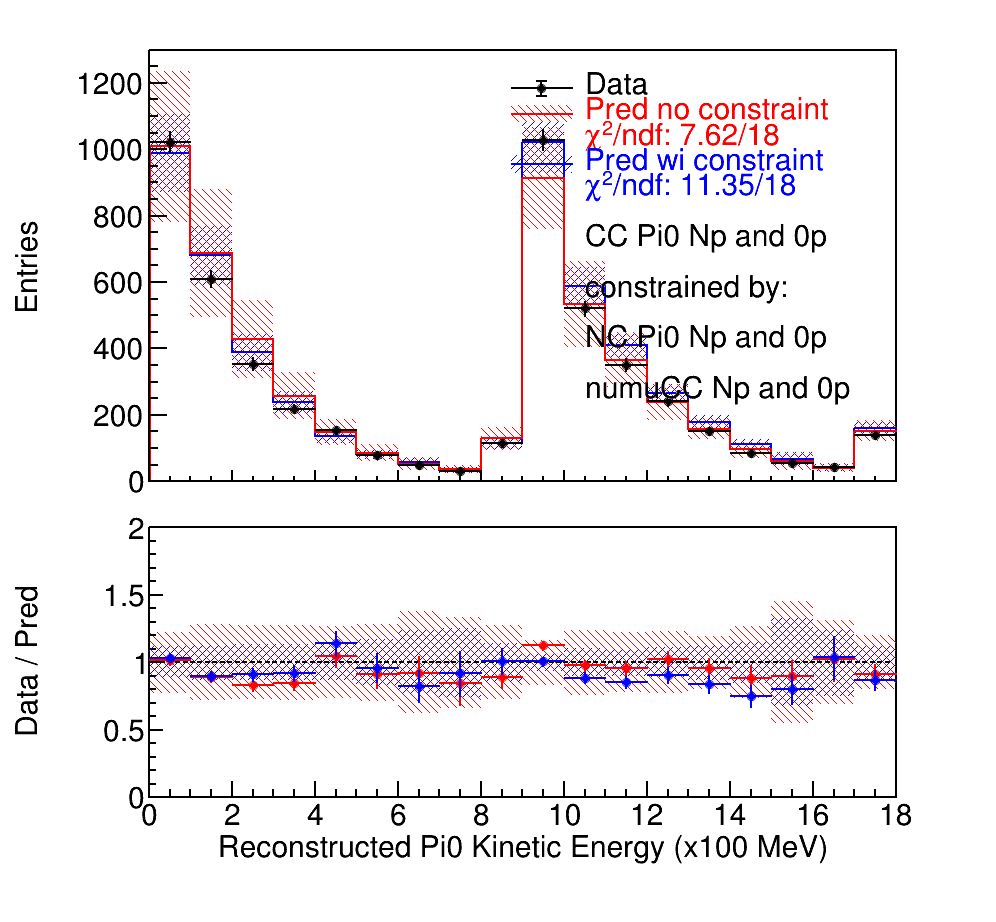 1200
1000
800
600
400
200
0
Entries
Data
Pred no constraint
χ²/ndf: 7.62/18
Pred wi constraint
χ²/ndf: 11.35/18
CC Pi0 Np and 0p
constrained by:
NC Pi0 Np and 0p
numuCC Np and 0p
2
1.5
1
0.5
0
Data / Pred
0 2 4 6 8 10 12 14 16 18
Reconstructed Pi0 Kinetic Energy (x100 MeV)